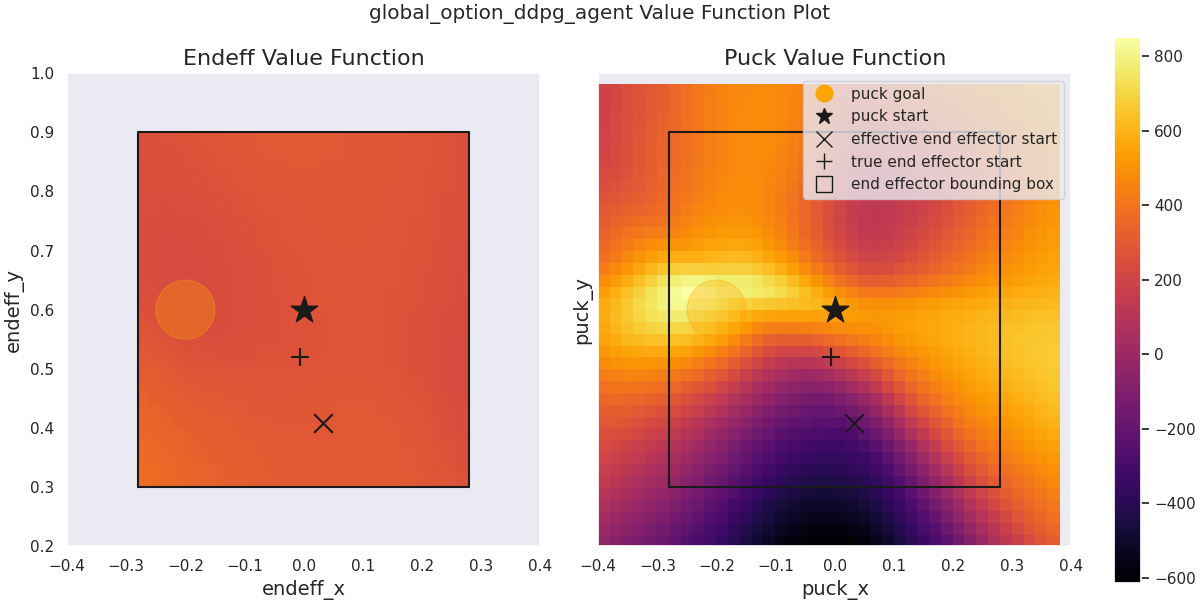 global_option_ddpg_agent Value Function Plot
Endeff Value Function
endeff_y
1.0
0.9
0.8
0.7
0.6
0.5
0.4
0.3
0.2
−0.4 −0.3 −0.2 −0.1 0.0 0.1 0.2 0.3 0.4
endeff_x
Puck Value Function
puck_y
puck goal
puck start
effective end effector start
true end effector start
end effector bounding box
−0.4 −0.3 −0.2 −0.1 0.0 0.1 0.2 0.3 0.4
puck_x
800
600
400
200
0
−200
−400
−600